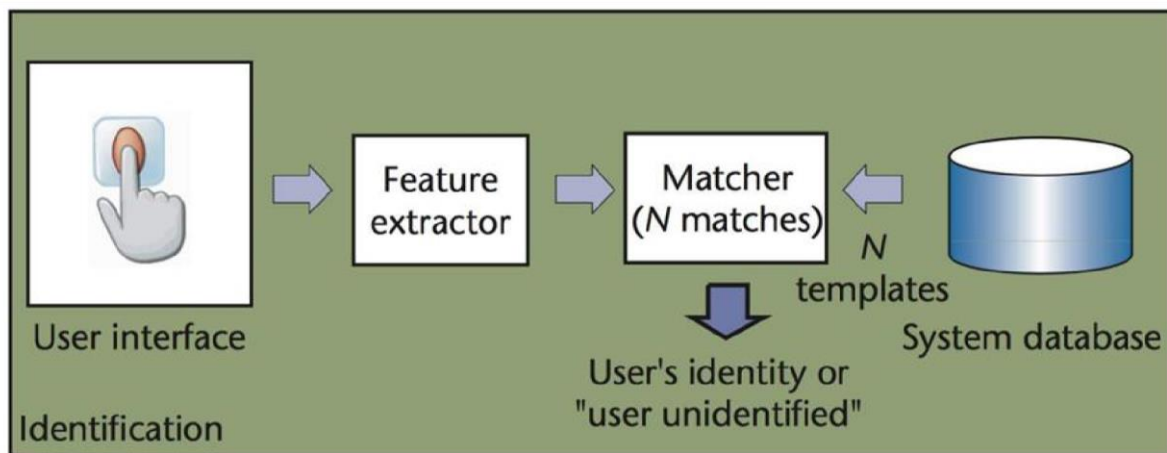 Feature
extractor
Matcher
(N matches)
N
templates
User interface
System database
User's identity or
"user unidentified"
Identification